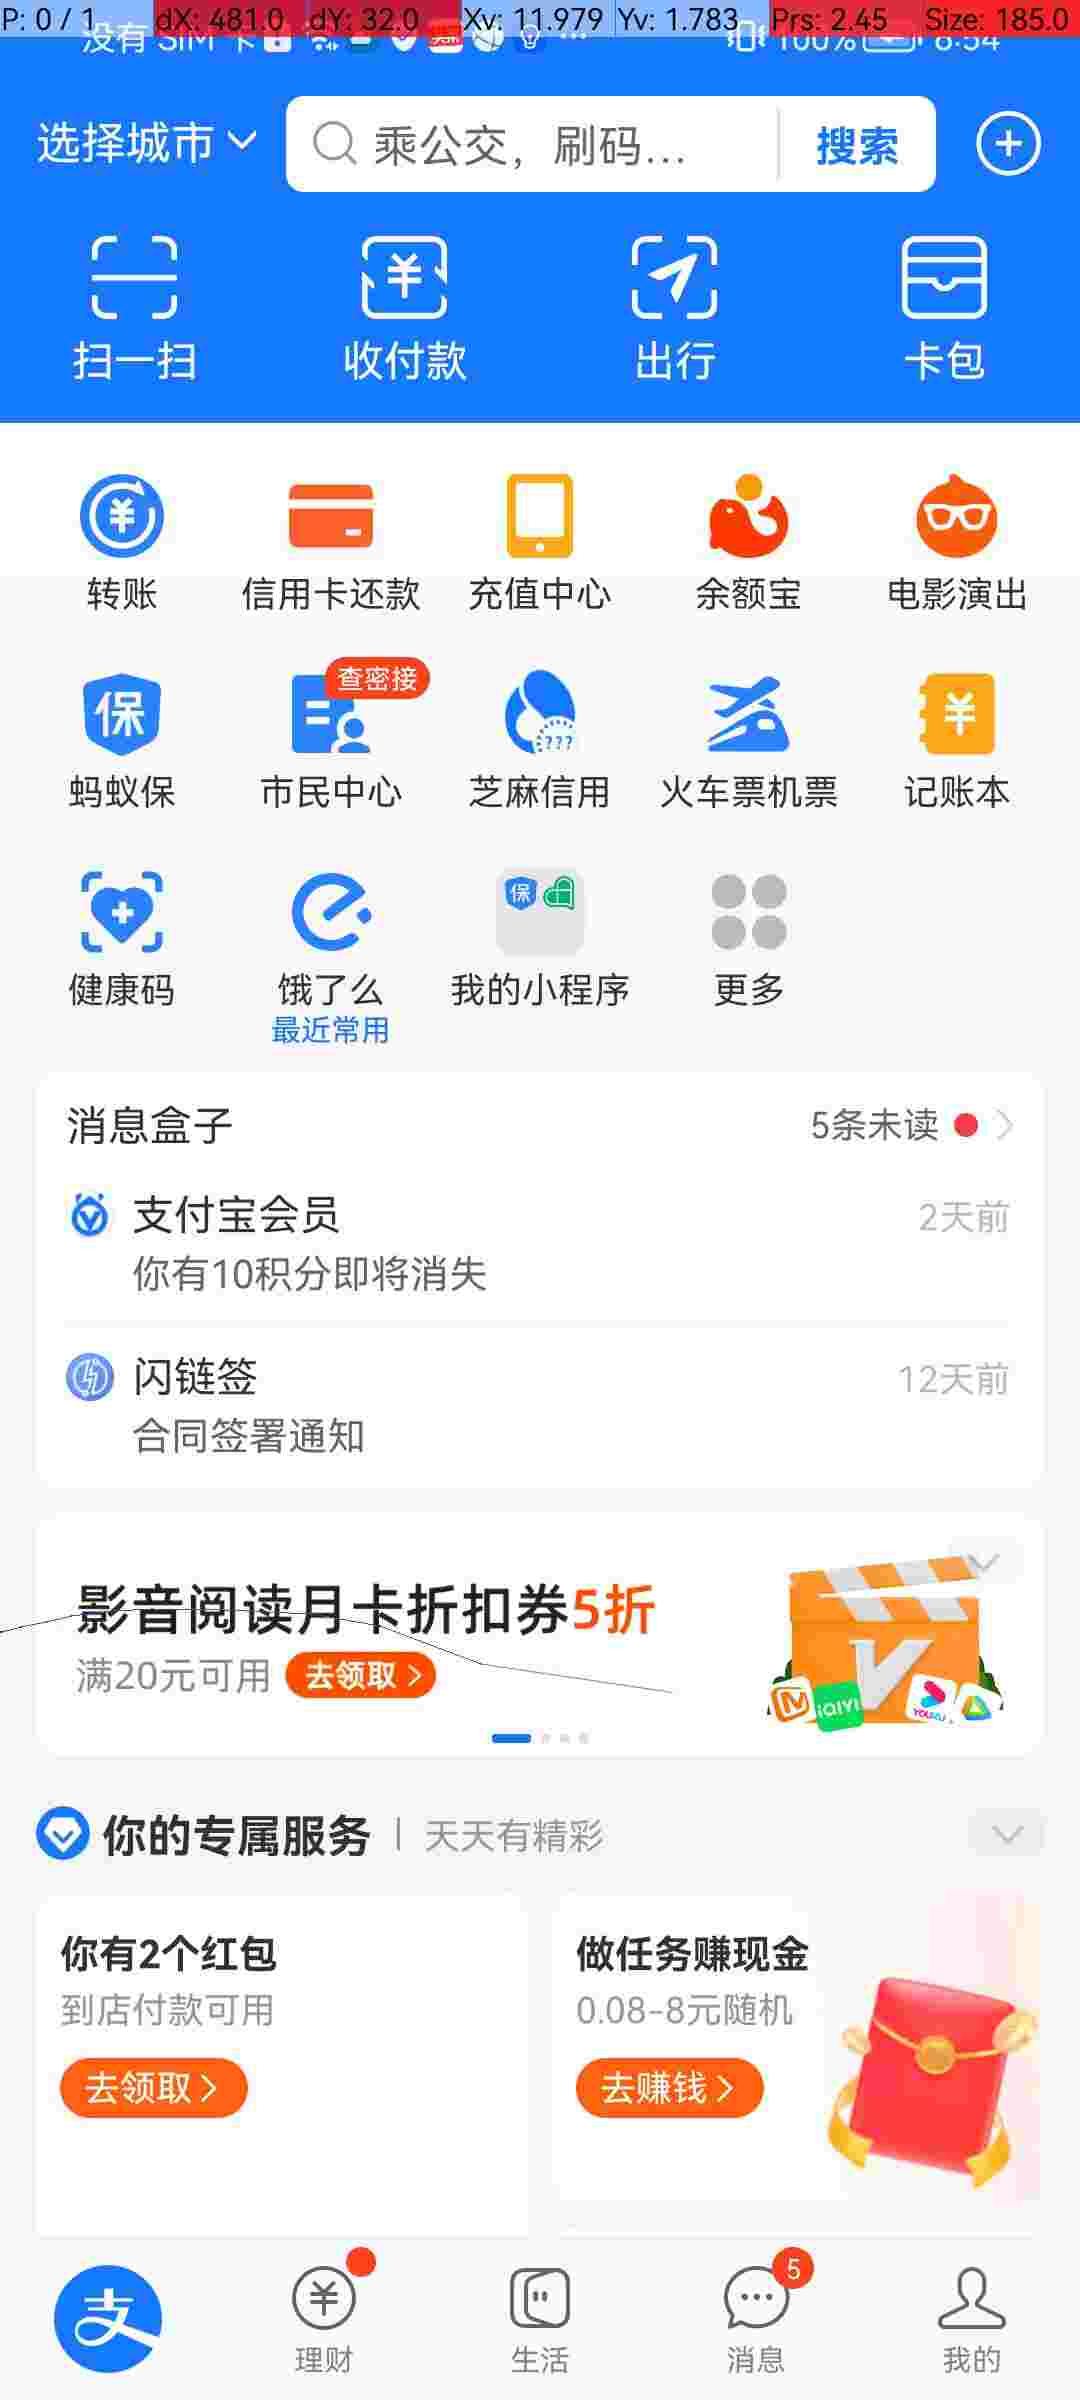 P: 0 / 1 dX: 481.0 dY: 32.0 Xv: 11.979 Yv: 1.783 Prs: 2.45 Size: 185.0
没有 SIM 卡 100% 8:54
选择城市 乘公交，刷码... 搜索
扫一扫 收付款 出行 卡包
转账 信用卡还款 充值中心 余额宝 电影演出
保 查密接 ???
蚂蚁保 市民中心 芝麻信用 火车票机票 记账本
保
健康码 饿了么 我的小程序 更多
最近常用
消息盒子 5条未读
支付宝会员 2天前
你有10积分即将消失
闪链签 12天前
合同签署通知
影音阅读月卡折扣券5折
满20元可用 去领取
iQIYI YOUKU
你的专属服务 天天有精彩
你有2个红包 做任务赚现金
到店付款可用 0.08-8元随机
去领取 去赚钱
支 5
理财 生活 消息 我的